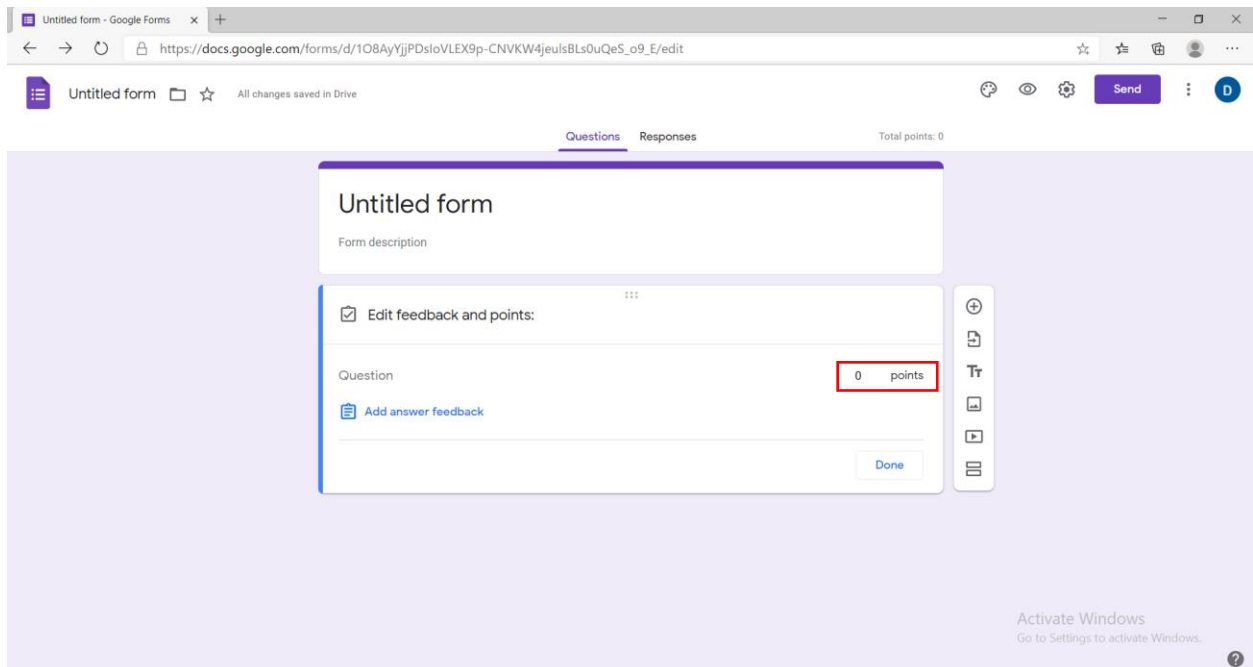 Untitled form - Google Forms
https://docs.google.com/forms/d/1O8AyYjjPDsIoVLEX9p-CNVKW4jeulsBLs0uQeS_o9_E/edit
Untitled form All changes saved in Drive Send D
Questions Responses Total points: 0
Untitled form
Form description
Edit feedback and points:
Question 0 points
Tт
Add answer feedback
Done
Activate Windows
Go to Settings to activate Windows.